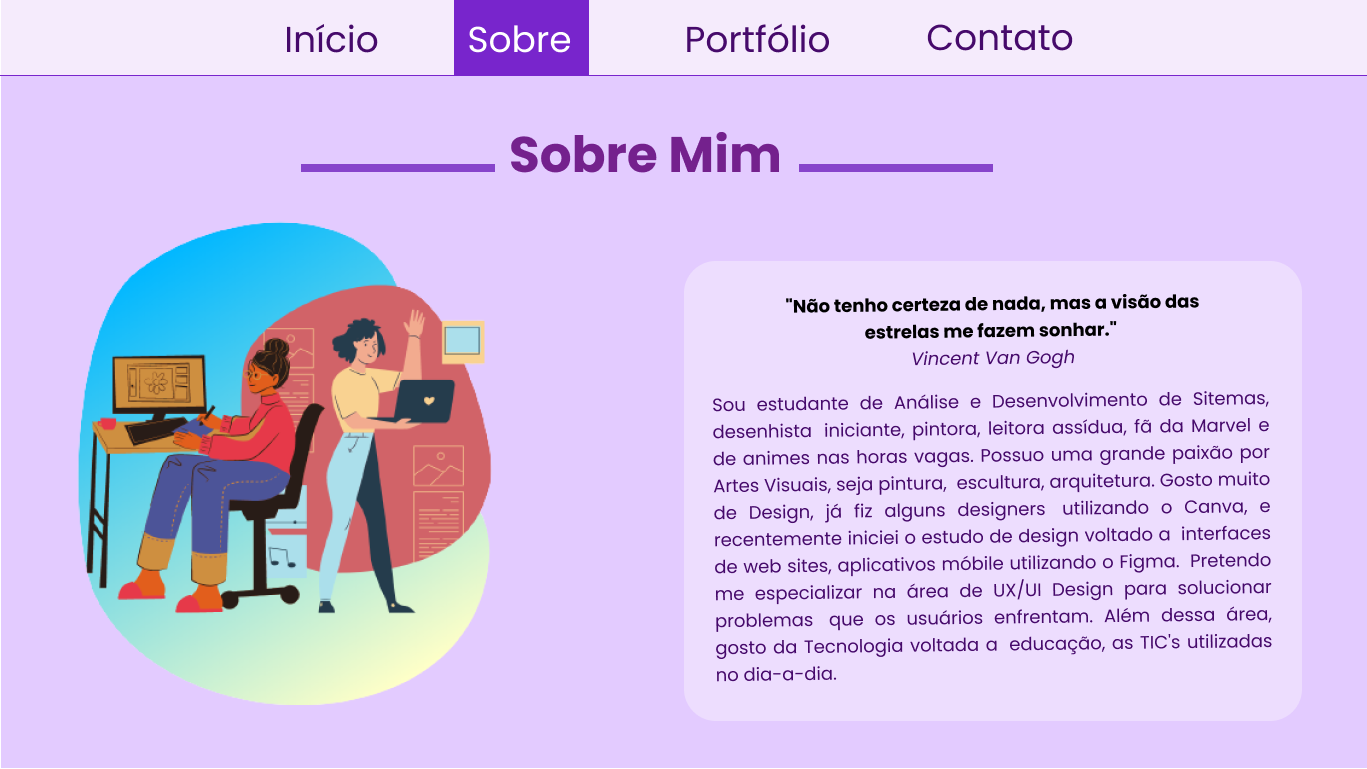 Início Sobre Portfólio Contato
Sobre Mim
"Não tenho certeza de nada, mas a visão das
estrelas me fazem sonhar."
Vincent Van Gogh
Sou estudante de Análise e Desenvolvimento de Sitemas,
desenhista iniciante, pintora, leitora assídua, fã da Marvel e
de animes nas horas vagas. Possuo uma grande paixão por
Artes Visuais, seja pintura, escultura, arquitetura. Gosto muito
de Design, já fiz alguns designers utilizando o Canva, e
recentemente iniciei o estudo de design voltado a interfaces
de web sites, aplicativos móbile utilizando o Figma. Pretendo
me especializar na área de UX/UI Design para solucionar
problemas que os usuários enfrentam. Além dessa área,
gosto da Tecnologia voltada a educação, as TIC's utilizadas
no dia-a-dia.